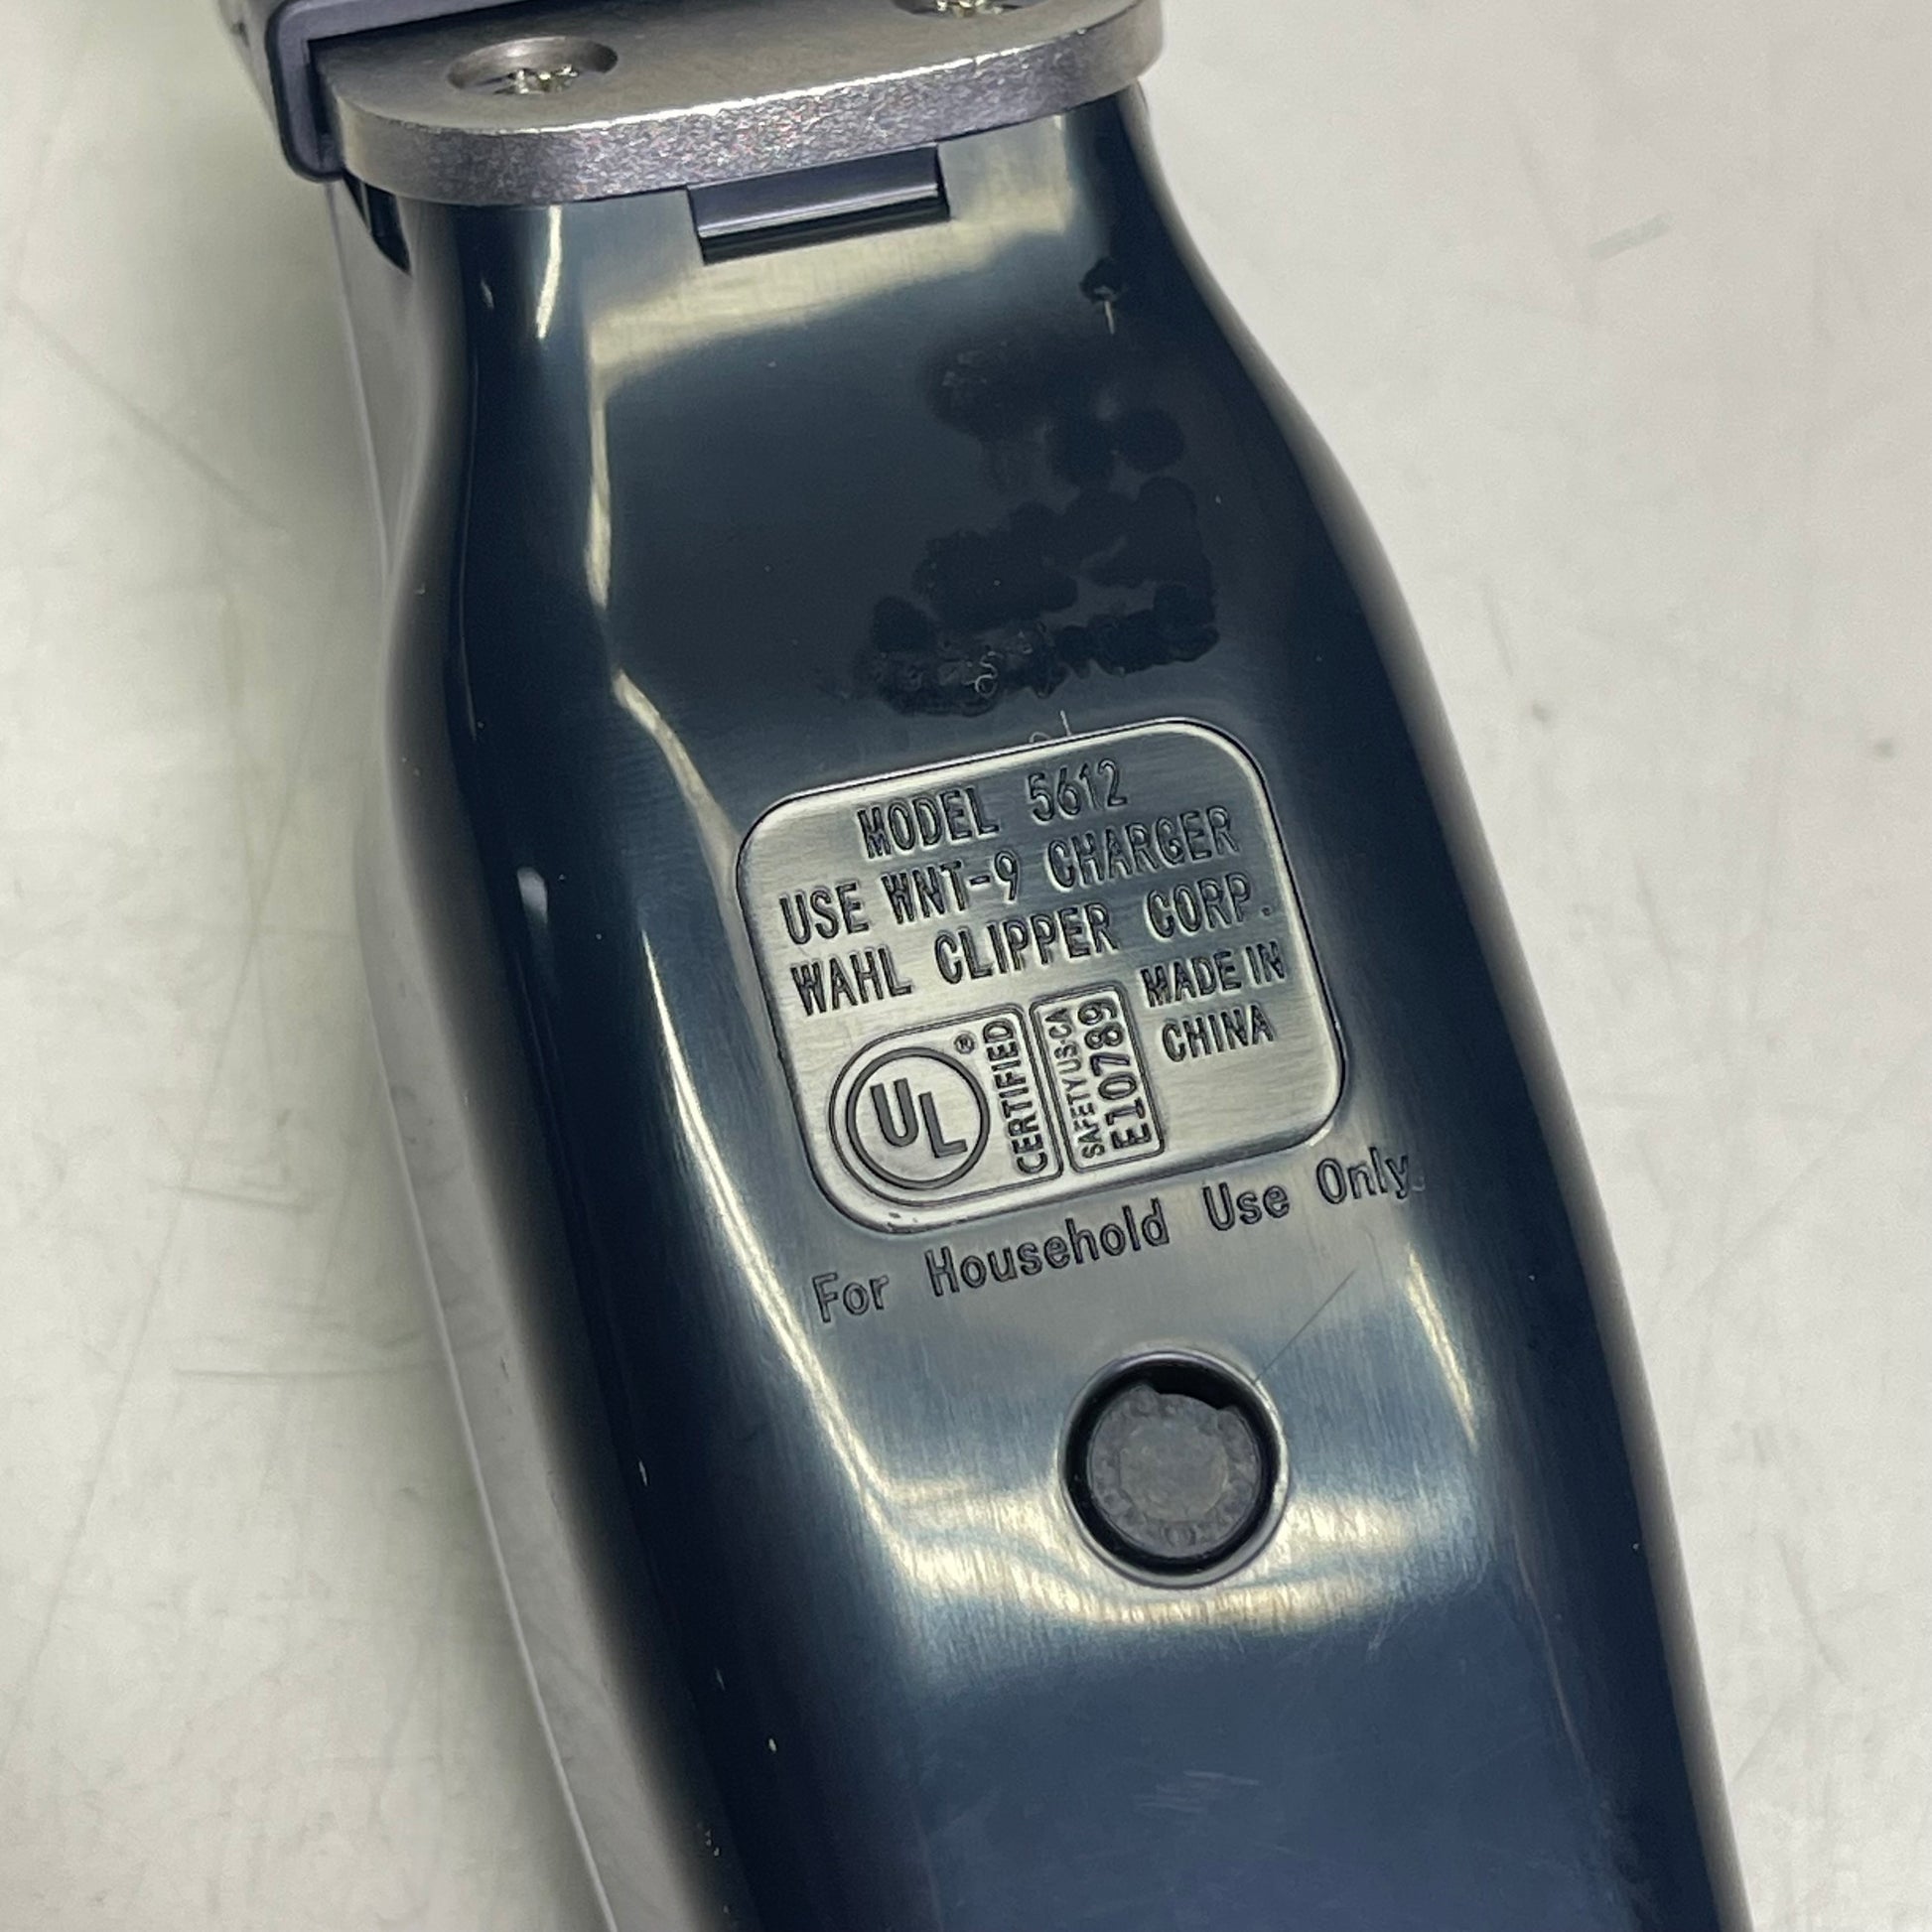 MODEL 5612
USE WNT-9 CHARGER
WAHL CLIPPER CORP.
UL® CERTIFIED
SAFETY US-CA
E10789
MADE IN
CHINA
For Household Use Only